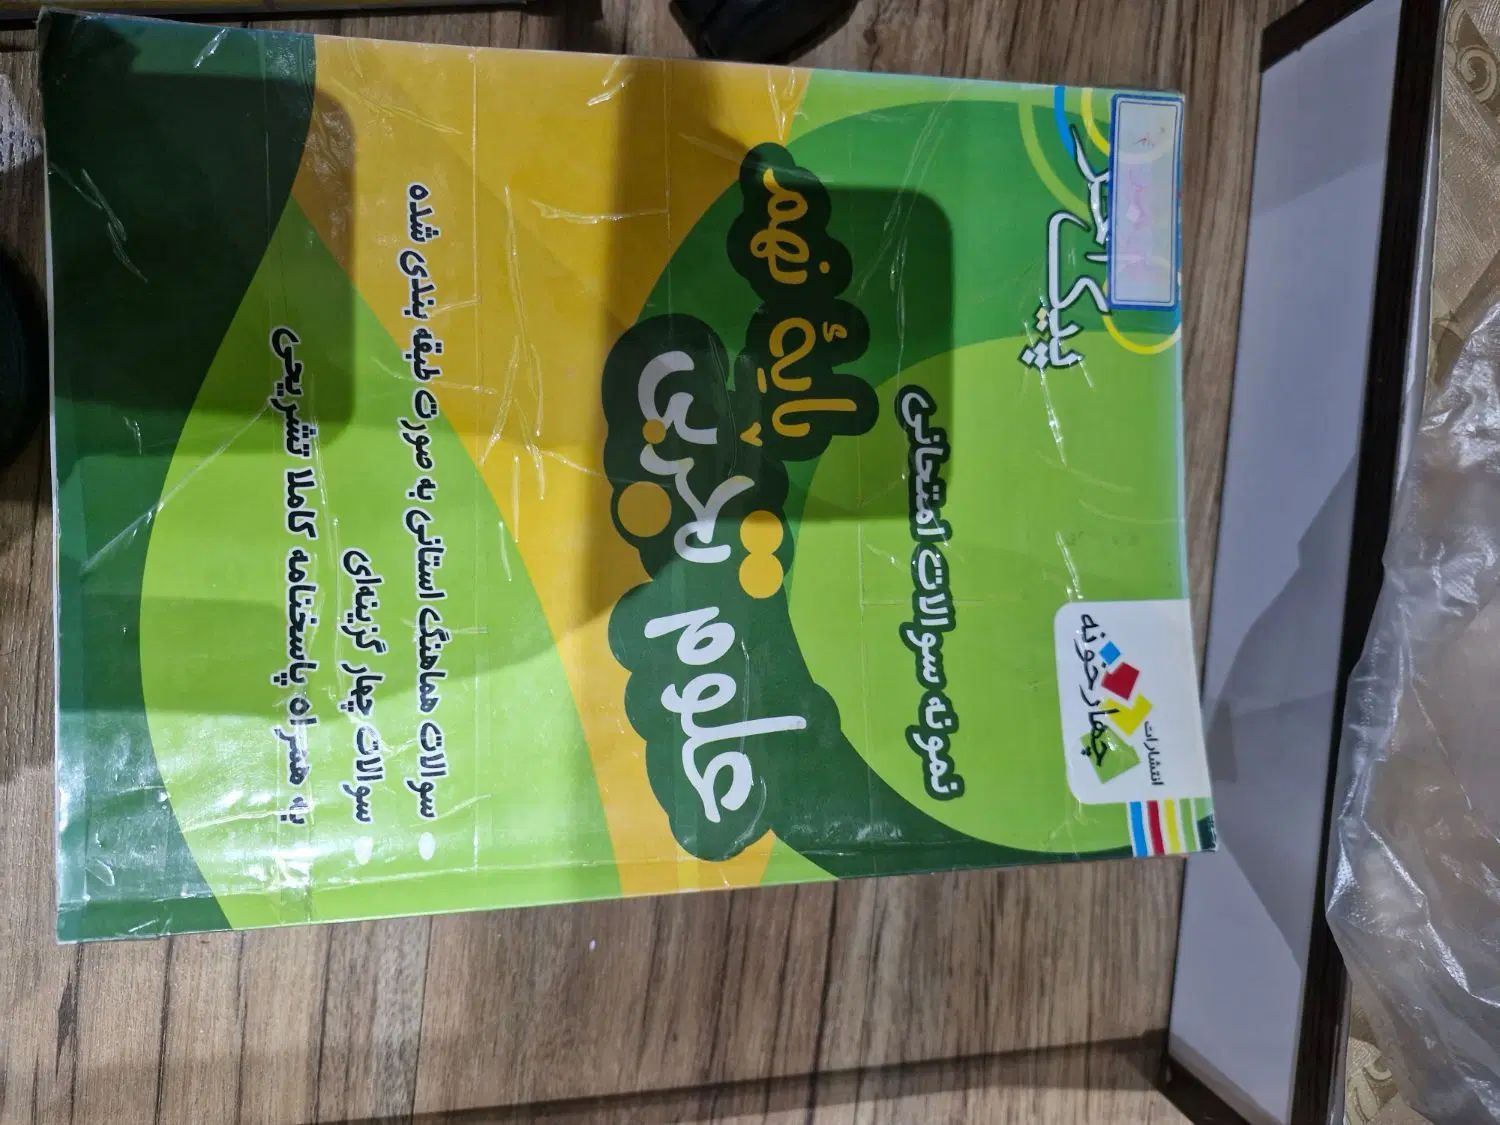 پیک
انتشارات
چهارخونه
نمونه سوالات امتحانی
پایهٔ نهم
علوم تجربی
سوالات هماهنگ استانی به صورت طبقه بندی شده
سوالات چهار گزینه‌ای
به همراه پاسخنامه کاملا تشریحی